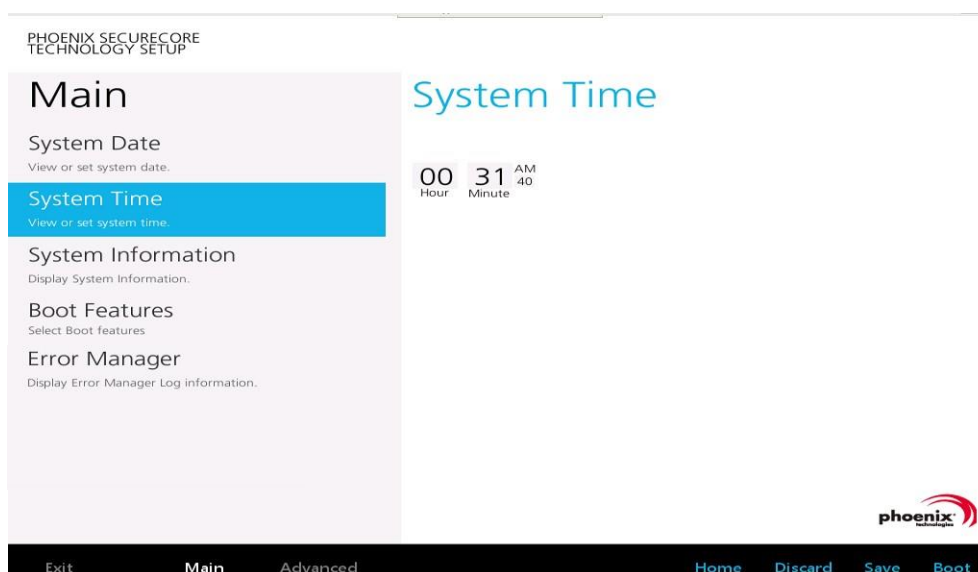 PHOENIX SECURECORE
TECHNOLOGY SETUP
Main
System Date
View or set system date.
System Time
View or set system time.
System Information
Display System Information.
Boot Features
Select Boot features
Error Manager
Display Error Manager Log information.
System Time
00 31 AM
40
Hour Minute
phoenix
technologies
Exit Main Advanced Home Discard Save Boot